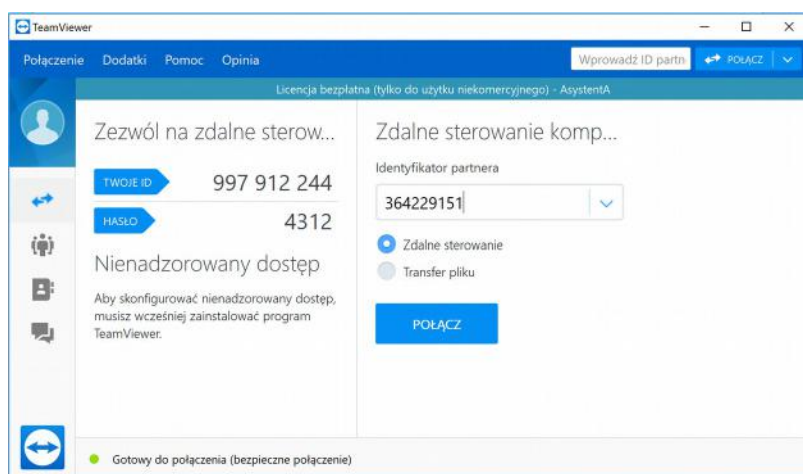 TeamViewer
Połączenie Dodatki Pomoc Opinia
Wprowadź ID partn
POŁĄCZ
Licencja bezpłatna (tylko do użytku niekomercyjnego) - AsystentA
Zezwól na zdalne sterow...
TWOJE ID 997 912 244
HASŁO 4312
Nienadzorowany dostęp
Aby skonfigurować nienadzorowany dostęp,
musisz wcześniej zainstalować program
TeamViewer.
Zdalne sterowanie komp...
Identyfikator partnera
364229151
Zdalne sterowanie
Transfer pliku
POŁĄCZ
Gotowy do połączenia (bezpieczne połączenie)